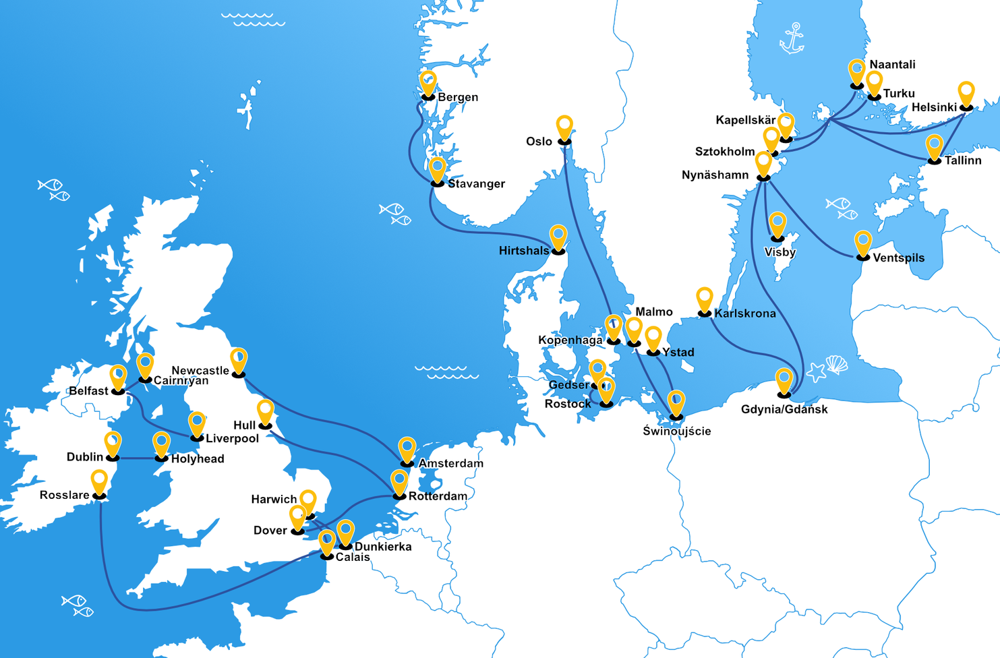 Naantali
Turku
Bergen
Helsinki
Kapellskär
Oslo
Sztokholm
Tallinn
Nynäshamn
Stavanger
Hirtshals
Visby
Ventspils
Malmo
Karlskrona
Kopenhaga
Ystad
Newcastle
Cairnryan
Gedser
Belfast
Rostock
Gdynia/Gdańsk
Hull
Świnoujście
Liverpool
Dublin
Holyhead
Amsterdam
Rosslare
Rotterdam
Harwich
Dover
Dunkierka
Calais